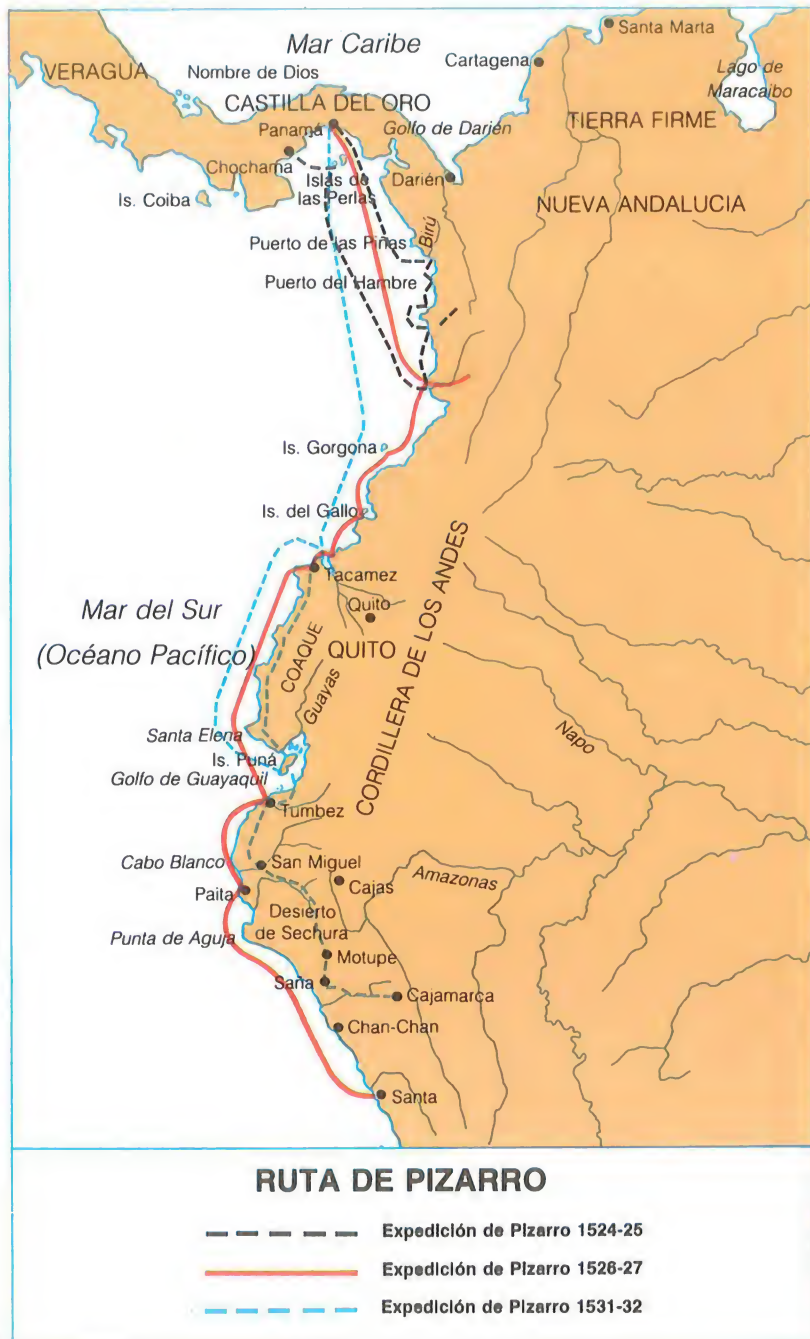 Mar Caribe
Santa Marta
Cartagena
VERAGUA
Nombre de Dios
Lago de
Maracaibo
CASTILLA DEL ORO
Panamá
Golfo de Darién
TIERRA FIRME
Chochama
Islas de
las Perlas
Darién
Is. Coiba
NUEVA ANDALUCIA
Birú
Puerto de las Piñas
Puerto del Hambre
Is. Gorgona
Is. del Gallo
Tacamez
Mar del Sur
(Océano Pacífico)
Quito
QUITO
COAQUE
Guayas
CORDILLERA DE LOS ANDES
Napo
Santa Elena
Is. Puná
Golfo de Guayaquil
Tumbez
Cabo Blanco
San Miguel
Paita
Cajas
Amazonas
Desierto
de Sechura
Punta de Aguja
Motupe
Saña
Cajamarca
Chan-Chan
Santa
RUTA DE PIZARRO
Expedición de Pizarro 1524-25
Expedición de Pizarro 1526-27
Expedición de Pizarro 1531-32